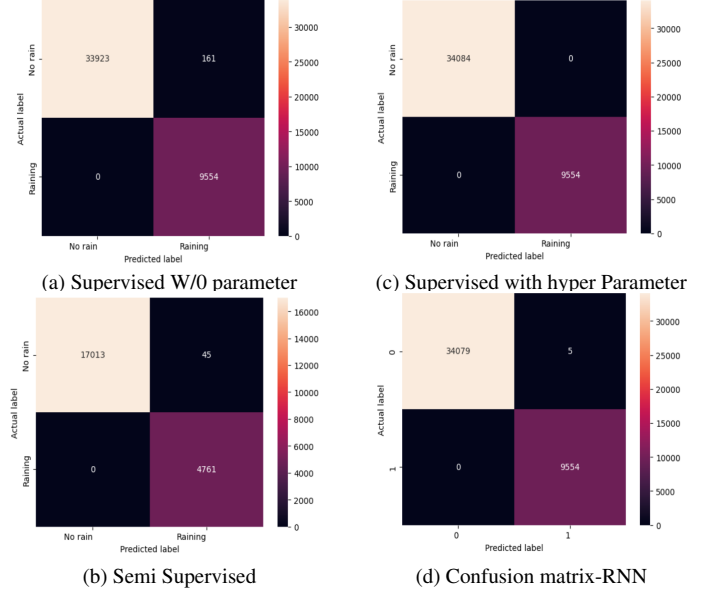 No rain
33923
161
30000
25000
20000
15000
10000
5000
0
Actual label
Raining
0
9554
No rain
Raining
Predicted label
(a) Supervised W/0 parameter
No rain
34084
0
30000
25000
20000
15000
10000
5000
0
Actual label
Raining
0
9554
No rain
Raining
Predicted label
(c) Supervised with hyper Parameter
No rain
17013
45
16000
14000
12000
10000
8000
6000
4000
2000
0
Actual label
Raining
0
4761
No rain
Raining
Predicted label
(b) Semi Supervised
0
34079
5
30000
25000
20000
15000
10000
5000
0
Actual label
1
0
9554
0
1
Predicted label
(d) Confusion matrix-RNN